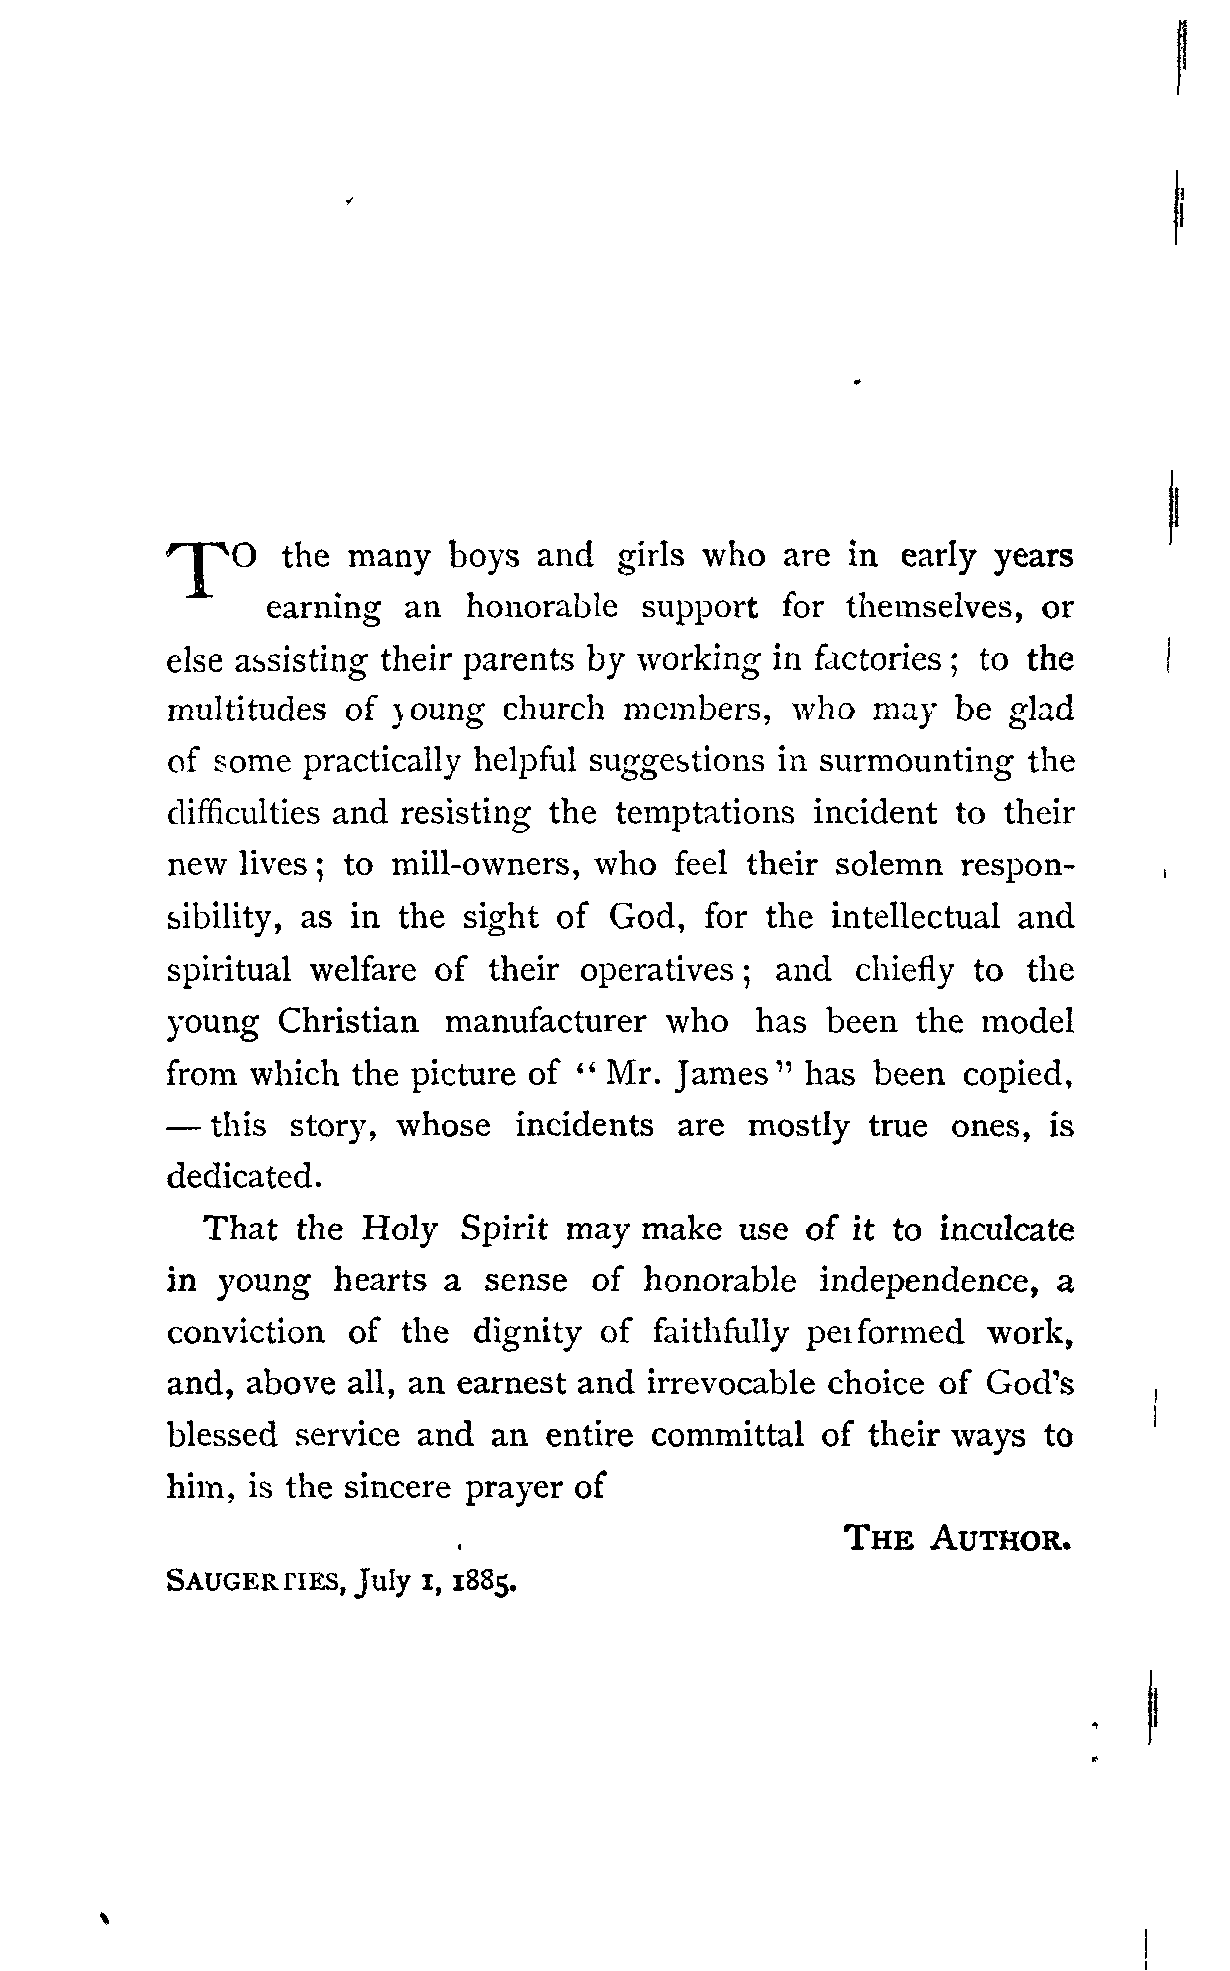 TO the many boys and girls who are in early years
earning an honorable support for themselves, or
else assisting their parents by working in factories; to the
multitudes of young church members, who may be glad
of some practically helpful suggestions in surmounting the
difficulties and resisting the temptations incident to their
new lives; to mill-owners, who feel their solemn respon-
sibility, as in the sight of God, for the intellectual and
spiritual welfare of their operatives; and chiefly to the
young Christian manufacturer who has been the model
from which the picture of "Mr. James" has been copied,
— this story, whose incidents are mostly true ones, is
dedicated.
That the Holy Spirit may make use of it to inculcate
in young hearts a sense of honorable independence, a
conviction of the dignity of faithfully performed work,
and, above all, an earnest and irrevocable choice of God's
blessed service and an entire committal of their ways to
him, is the sincere prayer of
THE AUTHOR.
SAUGERTIES, July 1, 1885.